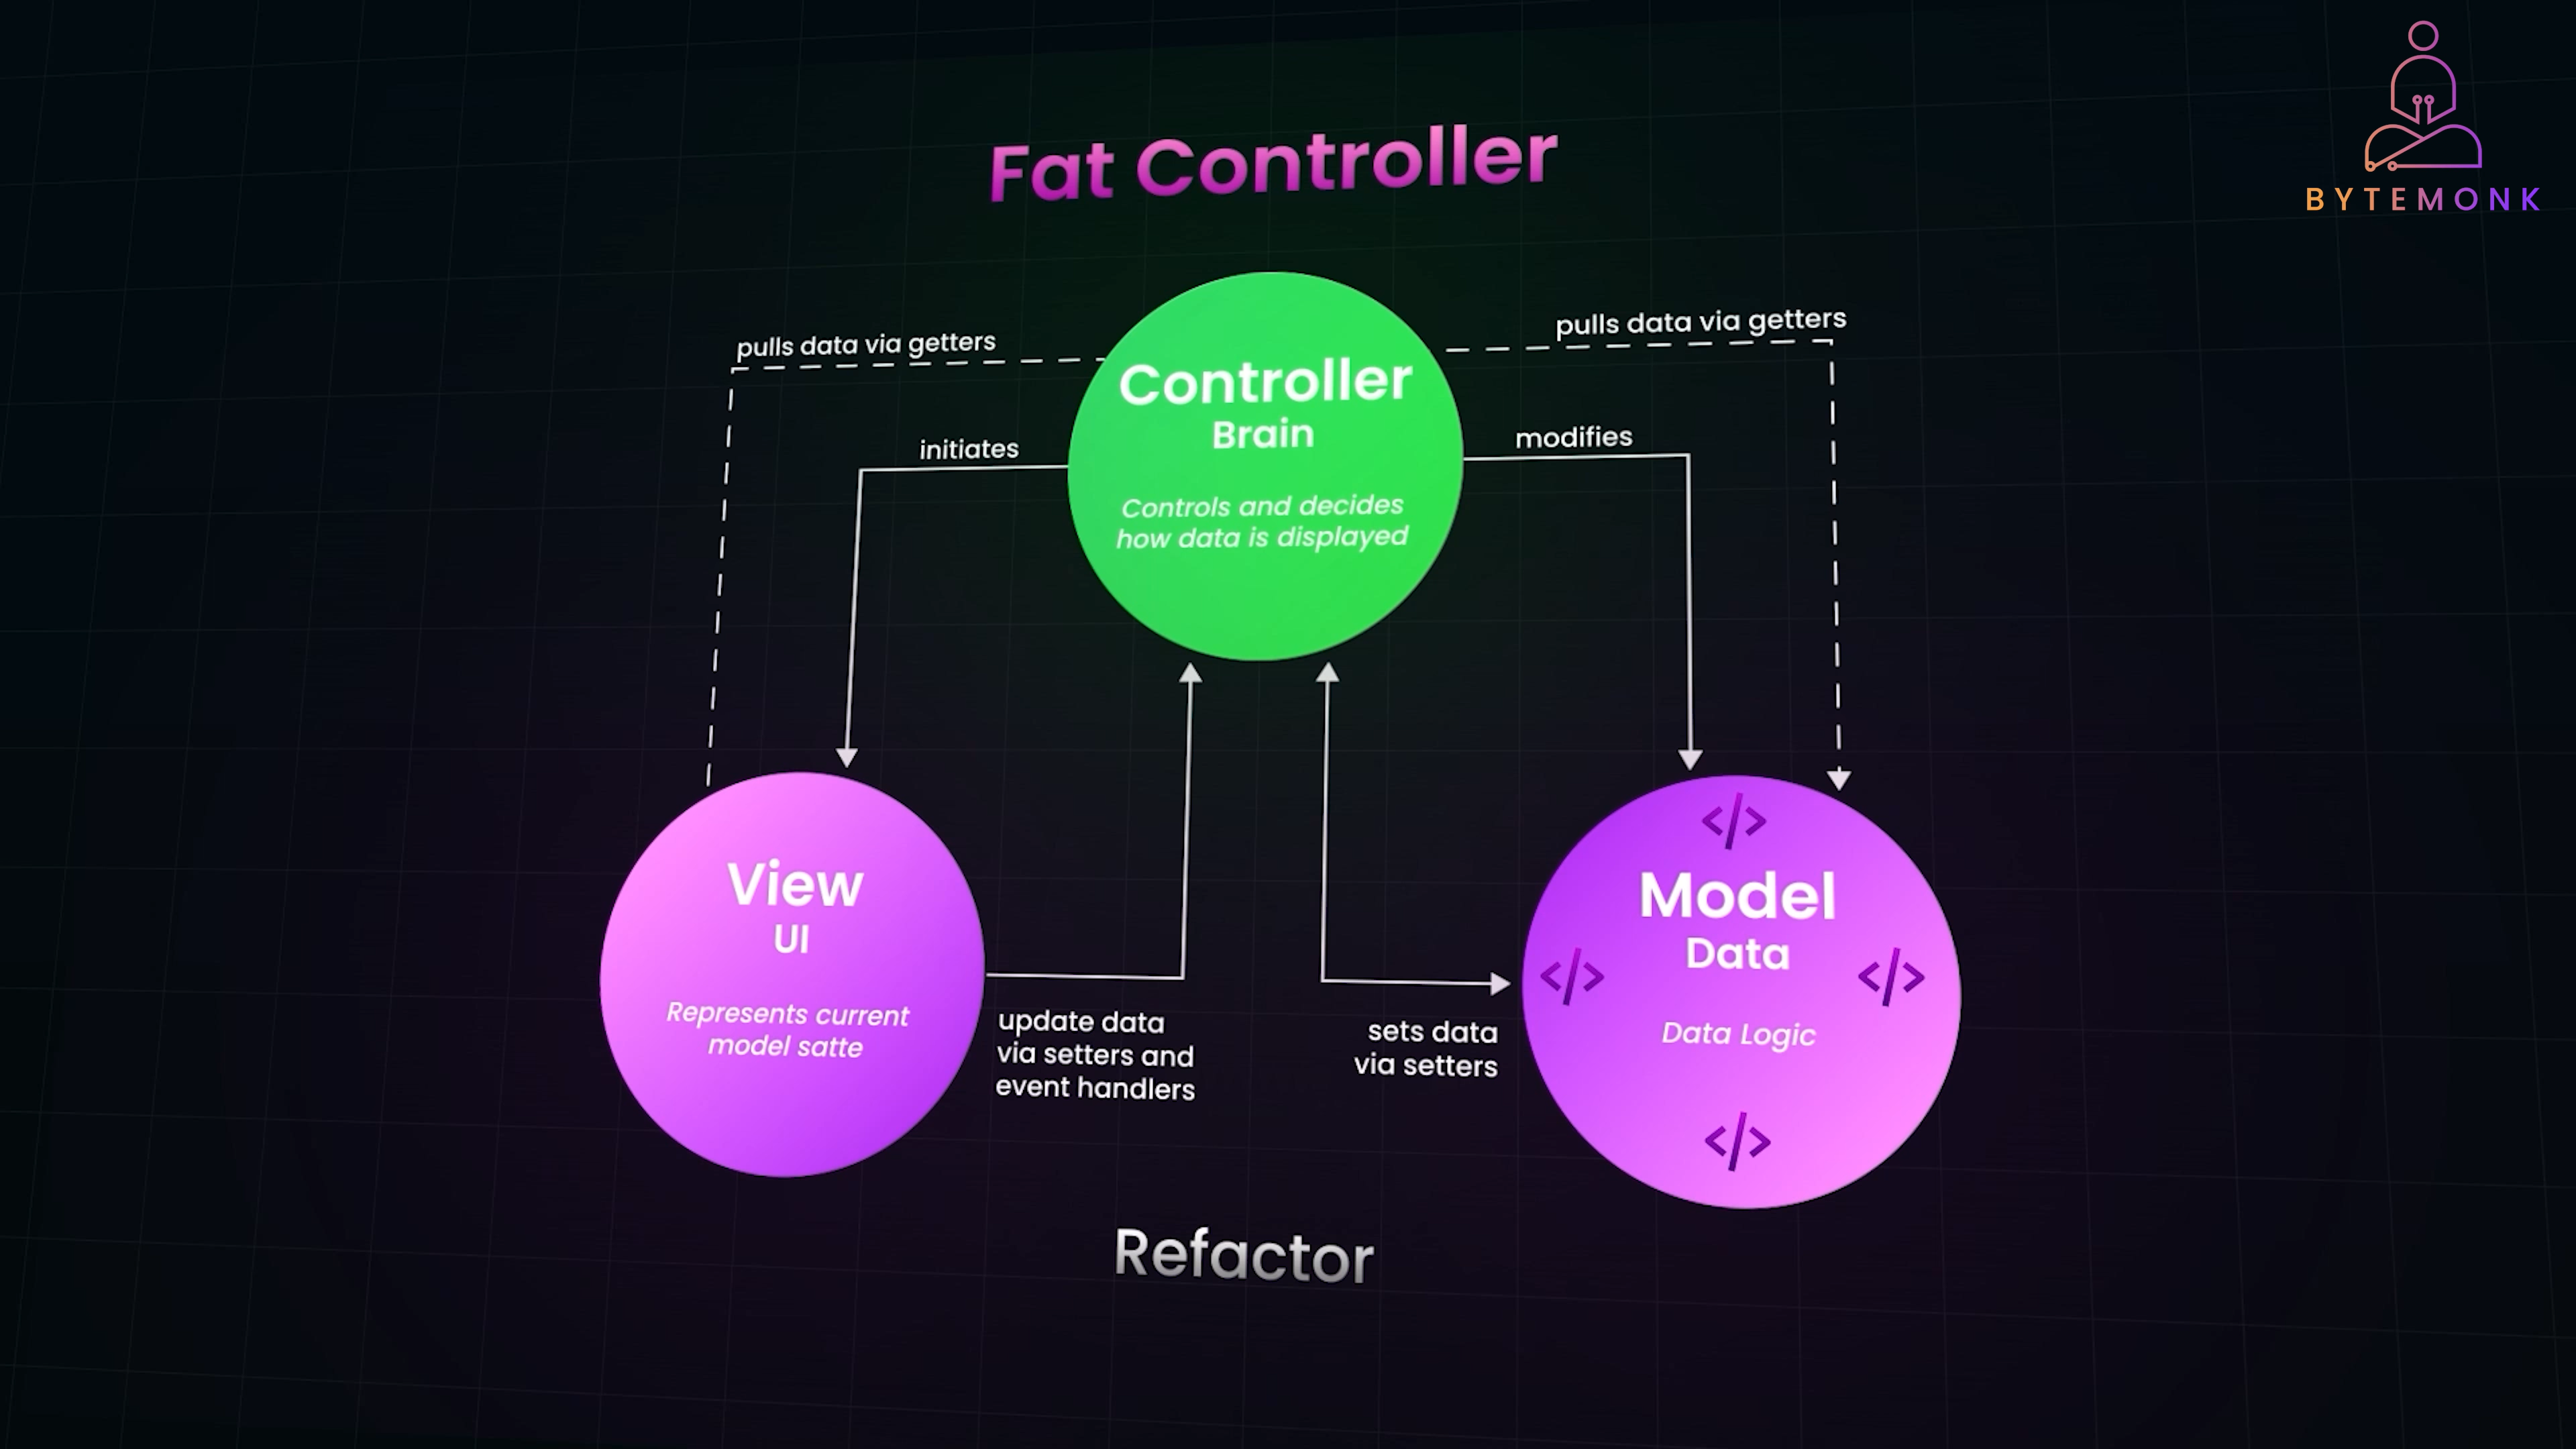 BYTEMONK
Fat Controller
pulls data via getters
pulls data via getters
Controller
Brain
Controls and decides
how data is displayed
initiates
modifies
View
UI
Represents current
model satte
update data
via setters and
event handlers
sets data
via setters
</>
Model
Data
</>
</>
Data Logic
</>
Refactor